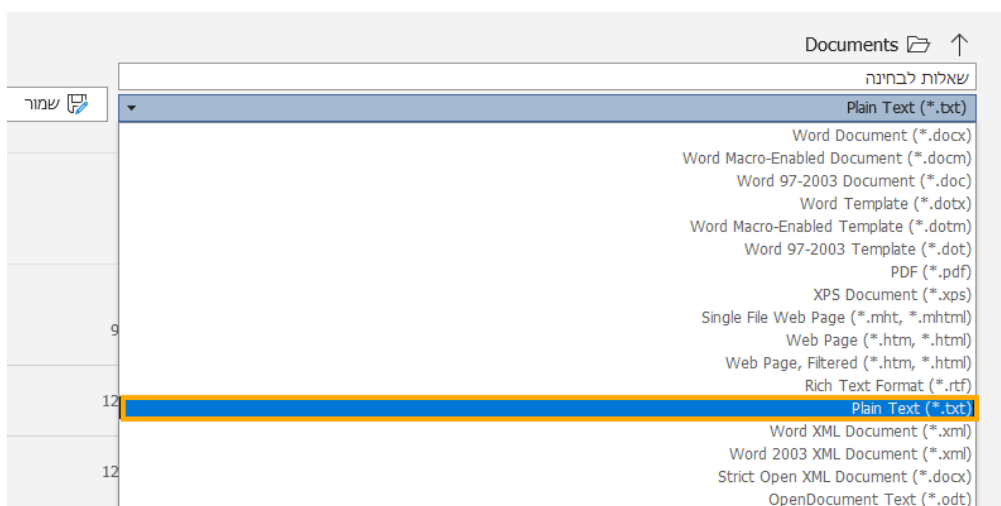 Documents
שאלות לבחינה
Plain Text (*.txt)
שמור
Word Document (*.docx)
Word Macro-Enabled Document (*.docm)
Word 97-2003 Document (*.doc)
Word Template (*.dotx)
Word Macro-Enabled Template (*.dotm)
Word 97-2003 Template (*.dot)
PDF (*.pdf)
XPS Document (*.xps)
Single File Web Page (*.mht, *.mhtml)
9
Web Page (*.htm, *.html)
Web Page, Filtered (*.htm, *.html)
Rich Text Format (*.rtf)
12
Plain Text (*.txt)
Word XML Document (*.xml)
Word 2003 XML Document (*.xml)
12
Strict Open XML Document (*.docx)
OpenDocument Text (*.odt)